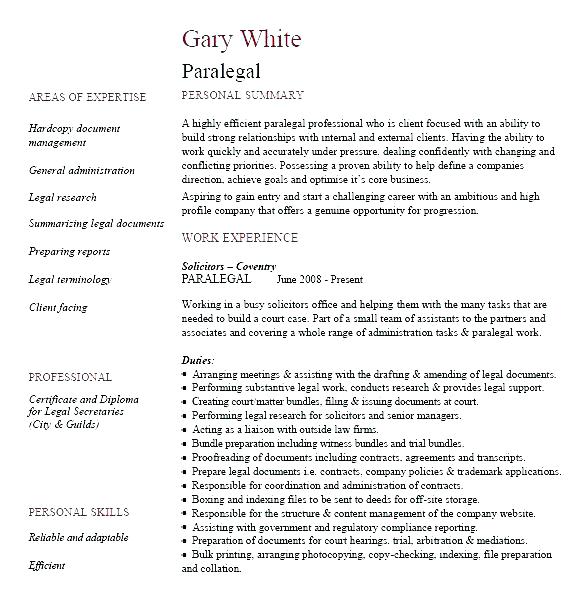 Gary White
Paralegal
AREAS OF EXPERTISE
Hardcopy document
management
General administration
Legal research
Summarizing legal documents
Preparing reports
Legal terminology
Client facing
PROFESSIONAL
Certificate and Diploma
for Legal Secretaries
(City & Guilds)
PERSONAL SKILLS
Reliable and adaptable
Efficient
PERSONAL SUMMARY
A highly efficient paralegal professional who is client focused with an ability to
build strong relationships with internal and external clients. Having the ability to
work quickly and accurately under pressure, dealing confidently with changing and
conflicting priorities. Possessing a proven ability to help define a companies
direction, achieve goals and optimise it's core business.
Aspiring to gain entry and start a challenging career with an ambitious and high
profile company that offers a genuine opportunity for progression.
WORK EXPERIENCE
Solicitors – Coventry
PARALEGAL June 2008 - Present
Working in a busy solicitors office and helping them with the many tasks that are
needed to build a court case. Part of a small team of assistants to the partners and
associates and covering a whole range of administration tasks & paralegal work.
Duties:
• Arranging meetings & assisting with the drafting & amending of legal documents.
• Performing substantive legal work, conducts research & provides legal support.
• Creating court/matter bundles, filing & issuing documents at court.
• Performing legal research for solicitors and senior managers.
• Acting as a liaison with outside law firms.
• Bundle preparation including witness bundles and trial bundles.
• Proofreading of documents including contracts, agreements and transcripts.
• Prepare legal documents i.e. contracts, company policies & trademark applications.
• Responsible for coordination and administration of contracts.
• Boxing and indexing files to be sent to deeds for off-site storage.
• Responsible for the structure & content management of the company website.
• Assisting with government and regulatory compliance reporting.
• Preparation of documents for court hearings, trial, arbitration & mediations.
• Bulk printing, arranging photocopying, copy-checking, indexing, file preparation
and collation.